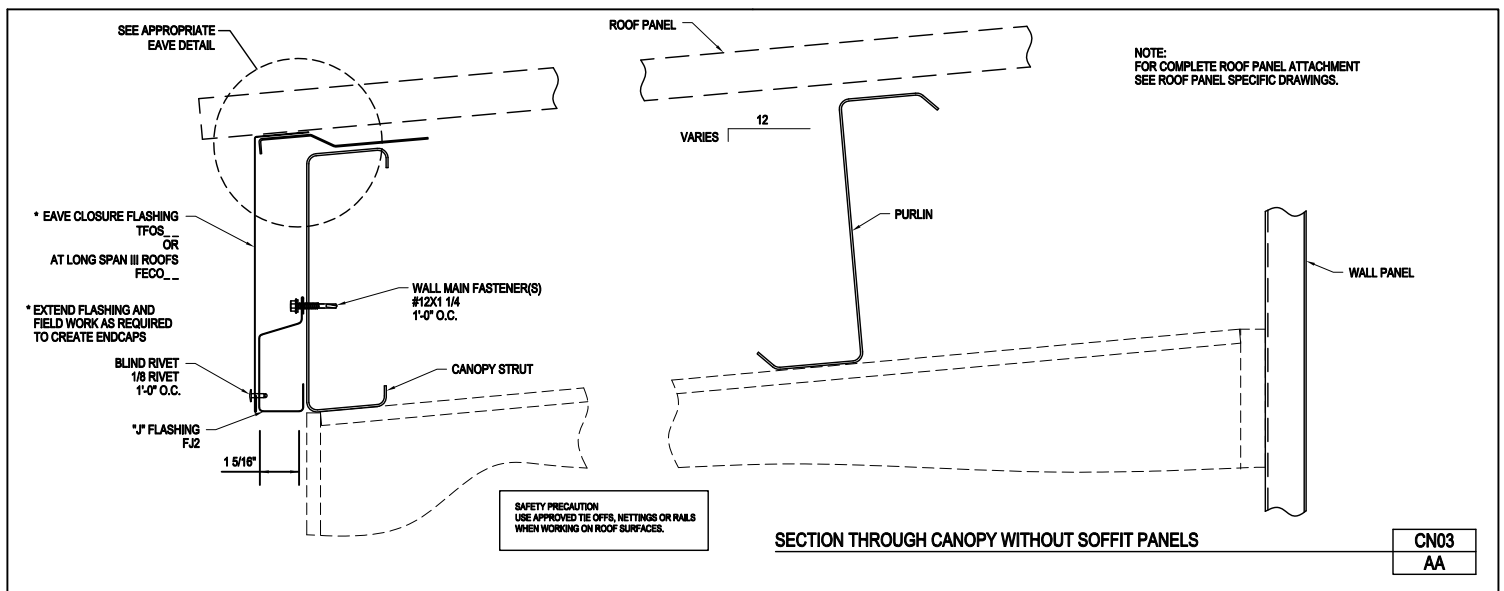 SEE APPROPRIATE
EAVE DETAIL
ROOF PANEL
NOTE:
FOR COMPLETE ROOF PANEL ATTACHMENT
SEE ROOF PANEL SPECIFIC DRAWINGS.
12
VARIES
* EAVE CLOSURE FLASHING
TFOS_ _
OR
AT LONG SPAN III ROOFS
FECO_ _
PURLIN
WALL PANEL
WALL MAIN FASTENER(S)
#12X1 1/4
1'-0" O.C.
* EXTEND FLASHING AND
FIELD WORK AS REQUIRED
TO CREATE ENDCAPS
BLIND RIVET
1/8 RIVET
1'-0" O.C.
CANOPY STRUT
"J" FLASHING
FJ2
1 5/16"
SAFETY PRECAUTION
USE APPROVED TIE OFFS, NETTINGS OR RAILS
WHEN WORKING ON ROOF SURFACES.
SECTION THROUGH CANOPY WITHOUT SOFFIT PANELS
CN03
AA